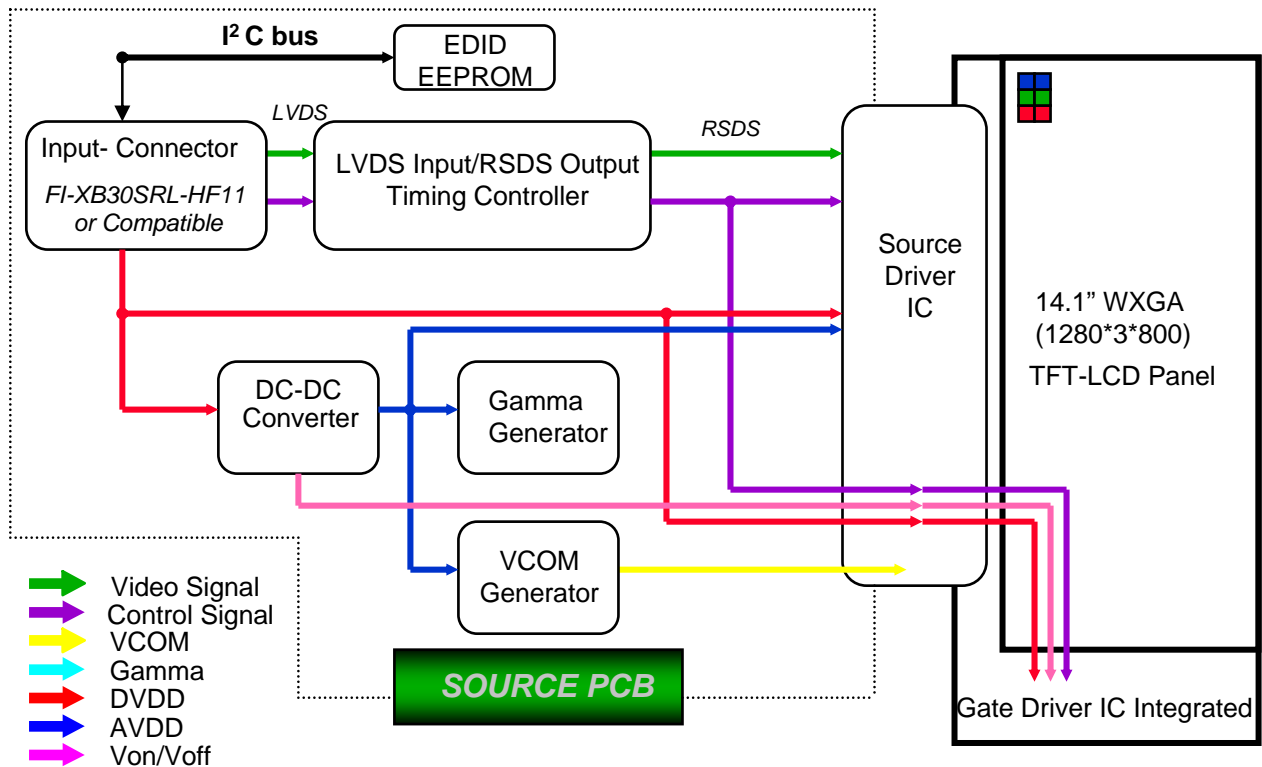 I² C bus
EDID
EEPROM
LVDS
RSDS
Input- Connector
FI-XB30SRL-HF11
or Compatible
LVDS Input/RSDS Output
Timing Controller
Source
Driver
IC
14.1” WXGA
(1280*3*800)
TFT-LCD Panel
DC-DC
Converter
Gamma
Generator
VCOM
Generator
Video Signal
Control Signal
VCOM
Gamma
DVDD
AVDD
Von/Voff
SOURCE PCB
Gate Driver IC Integrated